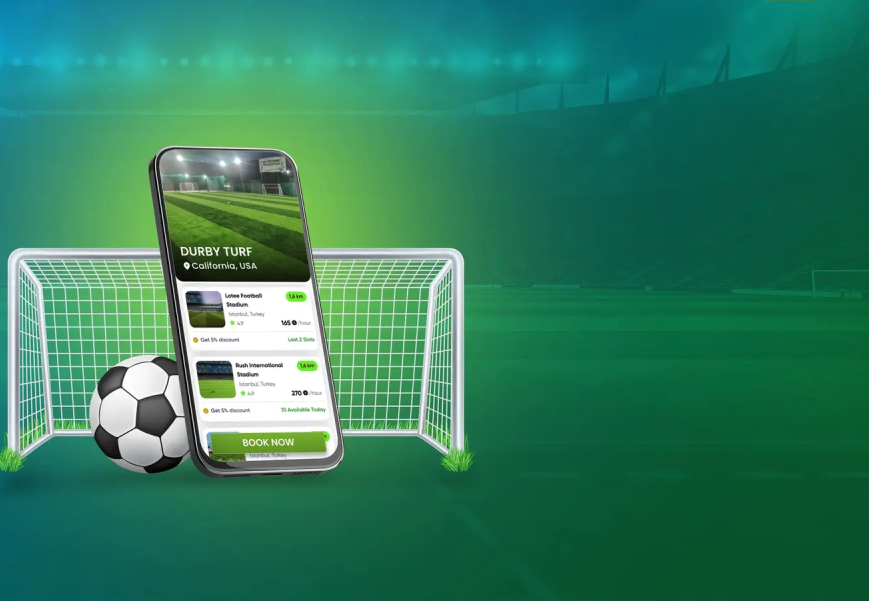 DURBY TURF
California, USA
Lotee Football
Stadium
1,6 km
Istanbul, Turkey
4,9
165 /hour
Get 5% discount
Last 2 Slots
Rush International
Stadium
1,6 km
Istanbul, Turkey
4,9
270 /hour
Get 5% discount
10 Available Today
BOOK NOW
Istanbul, Turkey